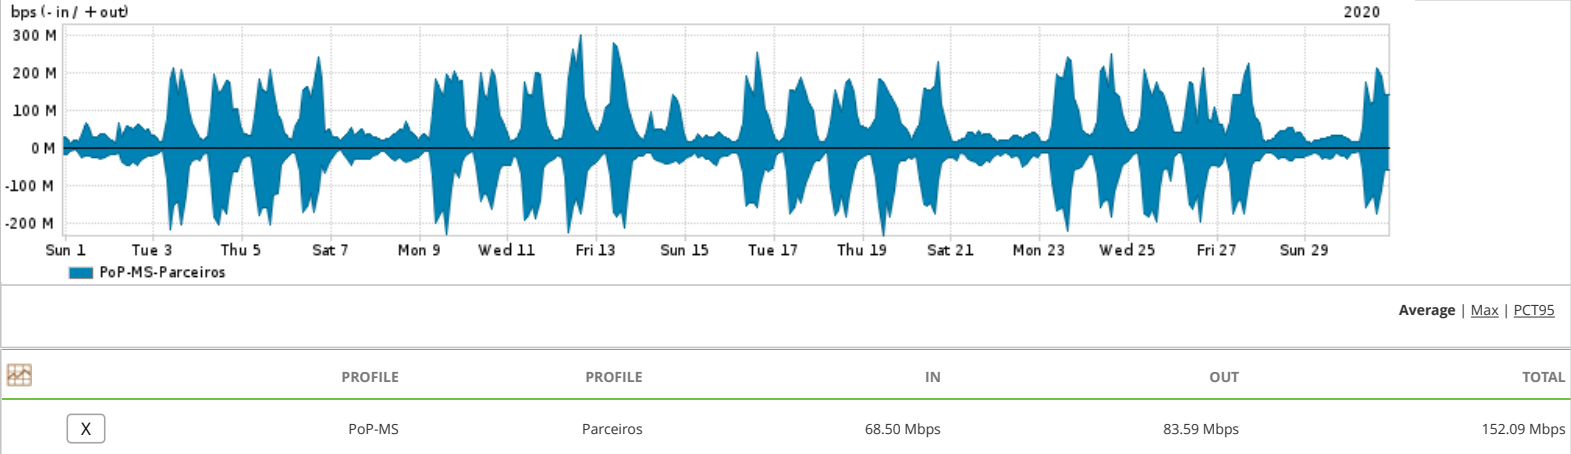 bps (- in / + out)
2020
300 M
200 M
100 M
0 M
-100 M
-200 M
Sun 1 Tue 3 Thu 5 Sat 7 Mon 9 Wed 11 Fri 13 Sun 15 Tue 17 Thu 19 Sat 21 Mon 23 Wed 25 Fri 27 Sun 29
PoP-MS-Parceiros
Average | Max | PCT95
PROFILE PROFILE IN OUT TOTAL
X PoP-MS Parceiros 68.50 Mbps 83.59 Mbps 152.09 Mbps